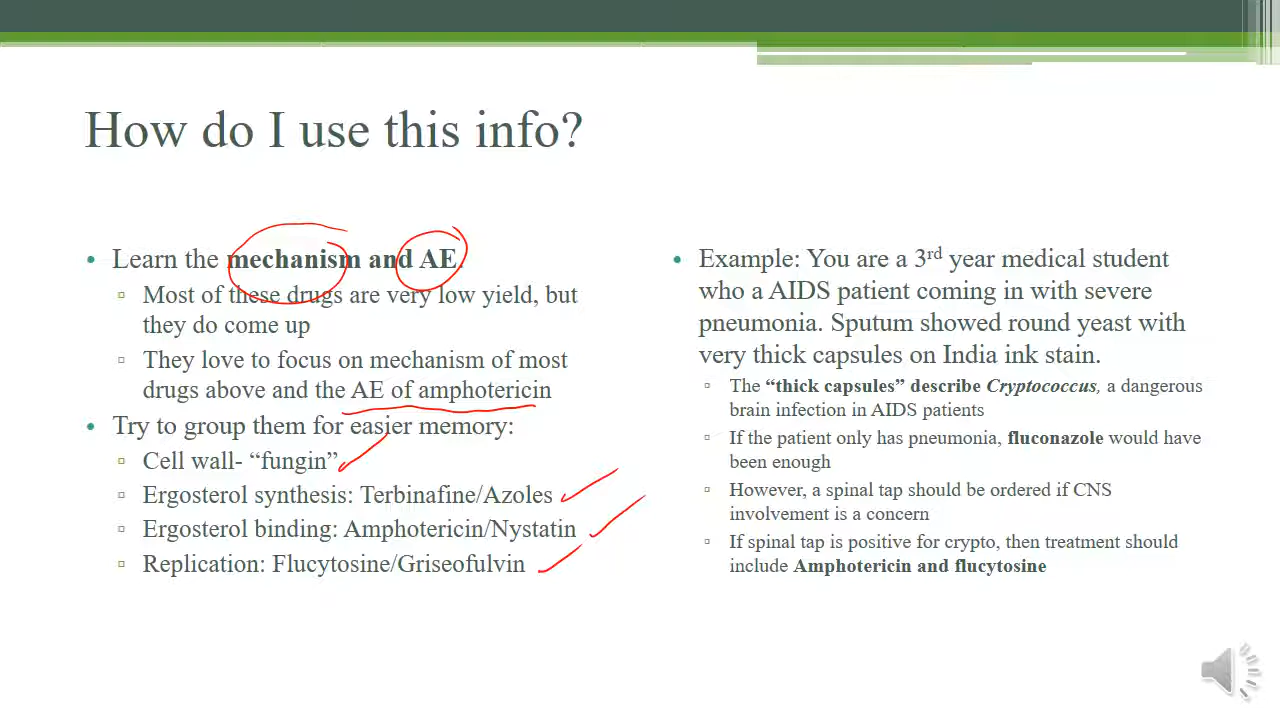 How do I use this info?
• Learn the mechanism and AE.
▫ Most of these drugs are very low yield, but
they do come up
▫ They love to focus on mechanism of most
drugs above and the AE of amphotericin
• Try to group them for easier memory:
▫ Cell wall- “fungin”
▫ Ergosterol synthesis: Terbinafine/Azoles
▫ Ergosterol binding: Amphotericin/Nystatin
▫ Replication: Flucytosine/Griseofulvin
• Example: You are a 3rd year medical student
who a AIDS patient coming in with severe
pneumonia. Sputum showed round yeast with
very thick capsules on India ink stain.
▫ The “thick capsules” describe Cryptococcus, a dangerous
brain infection in AIDS patients
▫ If the patient only has pneumonia, fluconazole would have
been enough
▫ However, a spinal tap should be ordered if CNS
involvement is a concern
▫ If spinal tap is positive for crypto, then treatment should
include Amphotericin and flucytosine